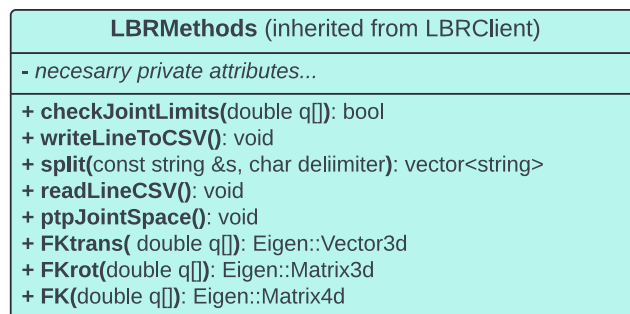 LBRMethods (inherited from LBRClient)
- necesarry private attributes...
+ checkJointLimits(double q[]): bool
+ writeLineToCSV(): void
+ split(const string &s, char deliimiter): vector<string>
+ readLineCSV(): void
+ ptpJointSpace(): void
+ FKtrans( double q[]): Eigen::Vector3d
+ FKrot(double q[]): Eigen::Matrix3d
+ FK(double q[]): Eigen::Matrix4d